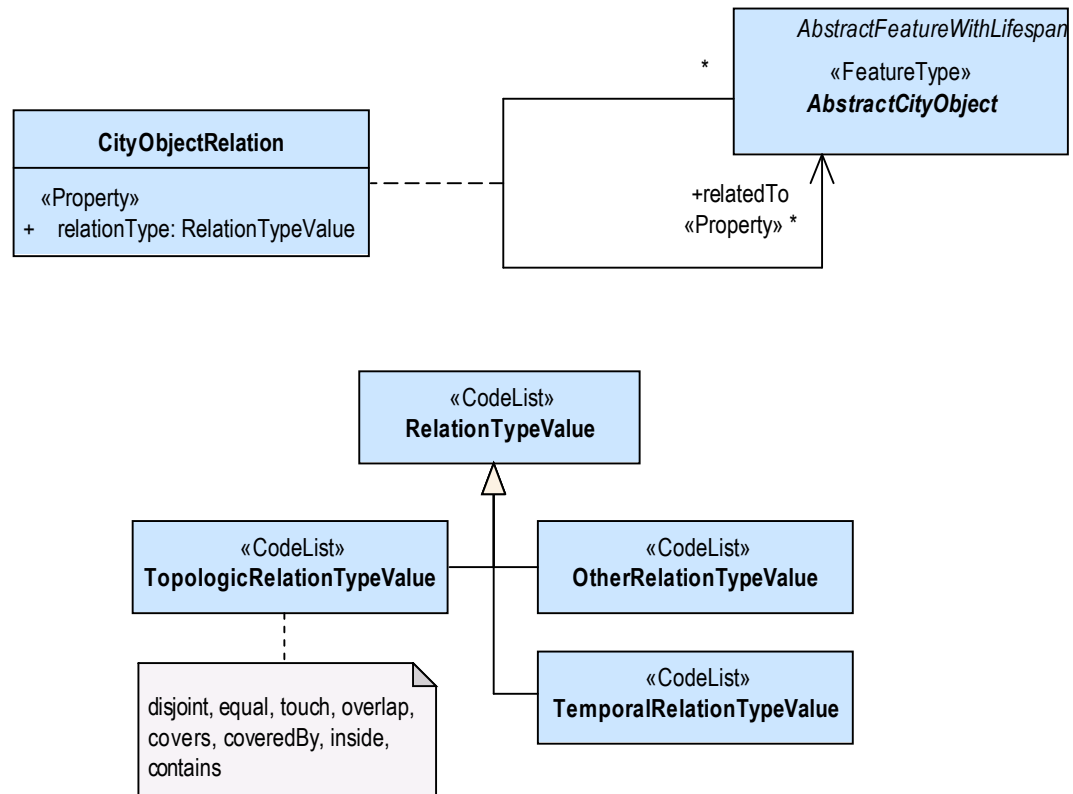 AbstractFeatureWithLifespan
«FeatureType»
AbstractCityObject
*
CityObjectRelation
«Property»
+ relationType: RelationTypeValue
+relatedTo
«Property» *
«CodeList»
RelationTypeValue
«CodeList»
TopologicRelationTypeValue
«CodeList»
OtherRelationTypeValue
«CodeList»
TemporalRelationTypeValue
disjoint, equal, touch, overlap,
covers, coveredBy, inside,
contains